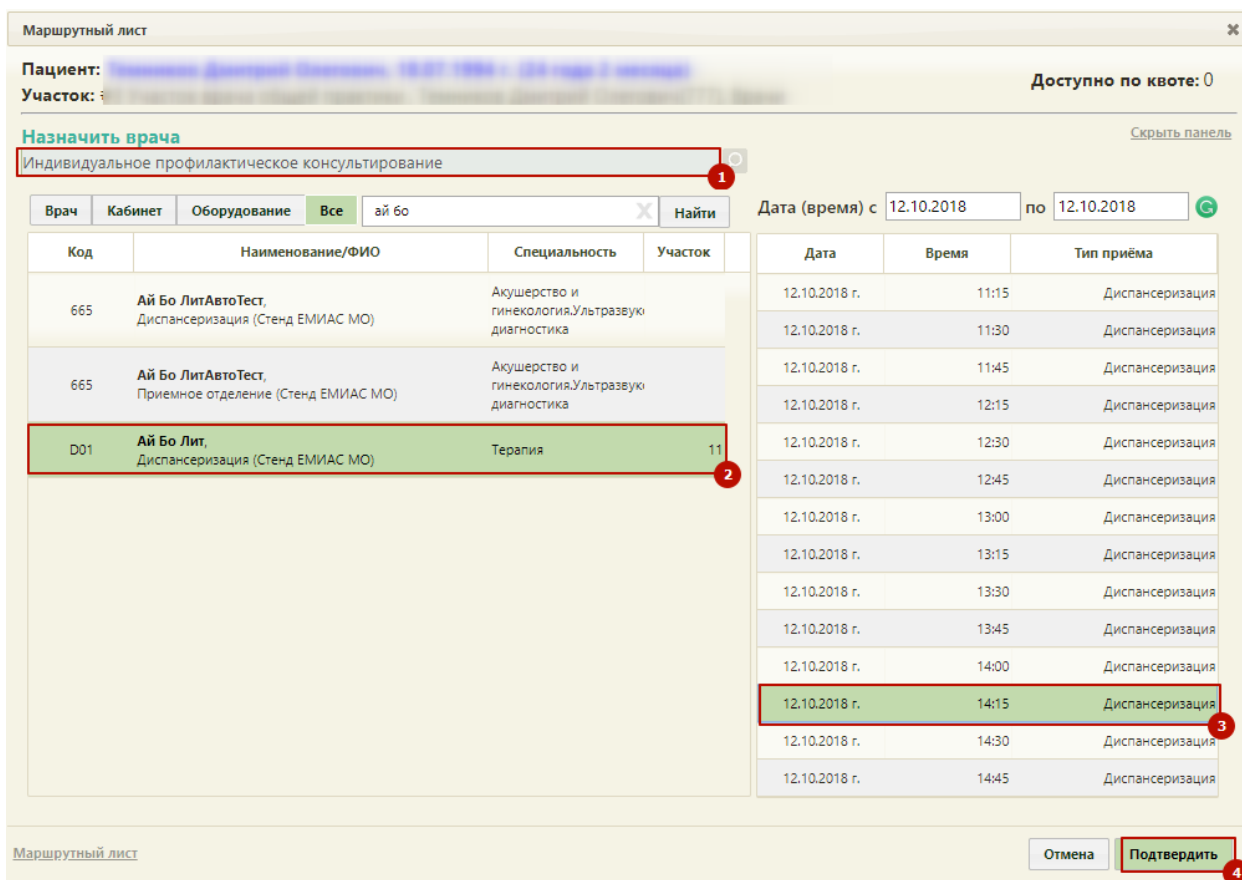 Маршрутный лист
Пациент:
Участок:
Доступно по квоте: 0
Назначить врача
Скрыть панель
Индивидуальное профилактическое консультирование
1
Врач Кабинет Оборудование Все ай бо X Найти
Дата (время) с 12.10.2018 по 12.10.2018
Код Наименование/ФИО Специальность Участок
665 Ай Бо ЛитАвтоТест,
Диспансеризация (Стенд ЕМИАС МО)
Акушерство и
гинекология.Ультразвук
диагностика
665 Ай Бо ЛитАвтоТест,
Приемное отделение (Стенд ЕМИАС МО)
Акушерство и
гинекология.Ультразвук
диагностика
D01 Ай Бо Лит,
Диспансеризация (Стенд ЕМИАС МО)
Терапия 11
2
Дата Время Тип приёма
12.10.2018 г. 11:15 Диспансеризация
12.10.2018 г. 11:30 Диспансеризация
12.10.2018 г. 11:45 Диспансеризация
12.10.2018 г. 12:15 Диспансеризация
12.10.2018 г. 12:30 Диспансеризация
12.10.2018 г. 12:45 Диспансеризация
12.10.2018 г. 13:00 Диспансеризация
12.10.2018 г. 13:15 Диспансеризация
12.10.2018 г. 13:30 Диспансеризация
12.10.2018 г. 13:45 Диспансеризация
12.10.2018 г. 14:00 Диспансеризация
12.10.2018 г. 14:15 Диспансеризация
3
12.10.2018 г. 14:30 Диспансеризация
12.10.2018 г. 14:45 Диспансеризация
Маршрутный лист
Отмена Подтвердить
4